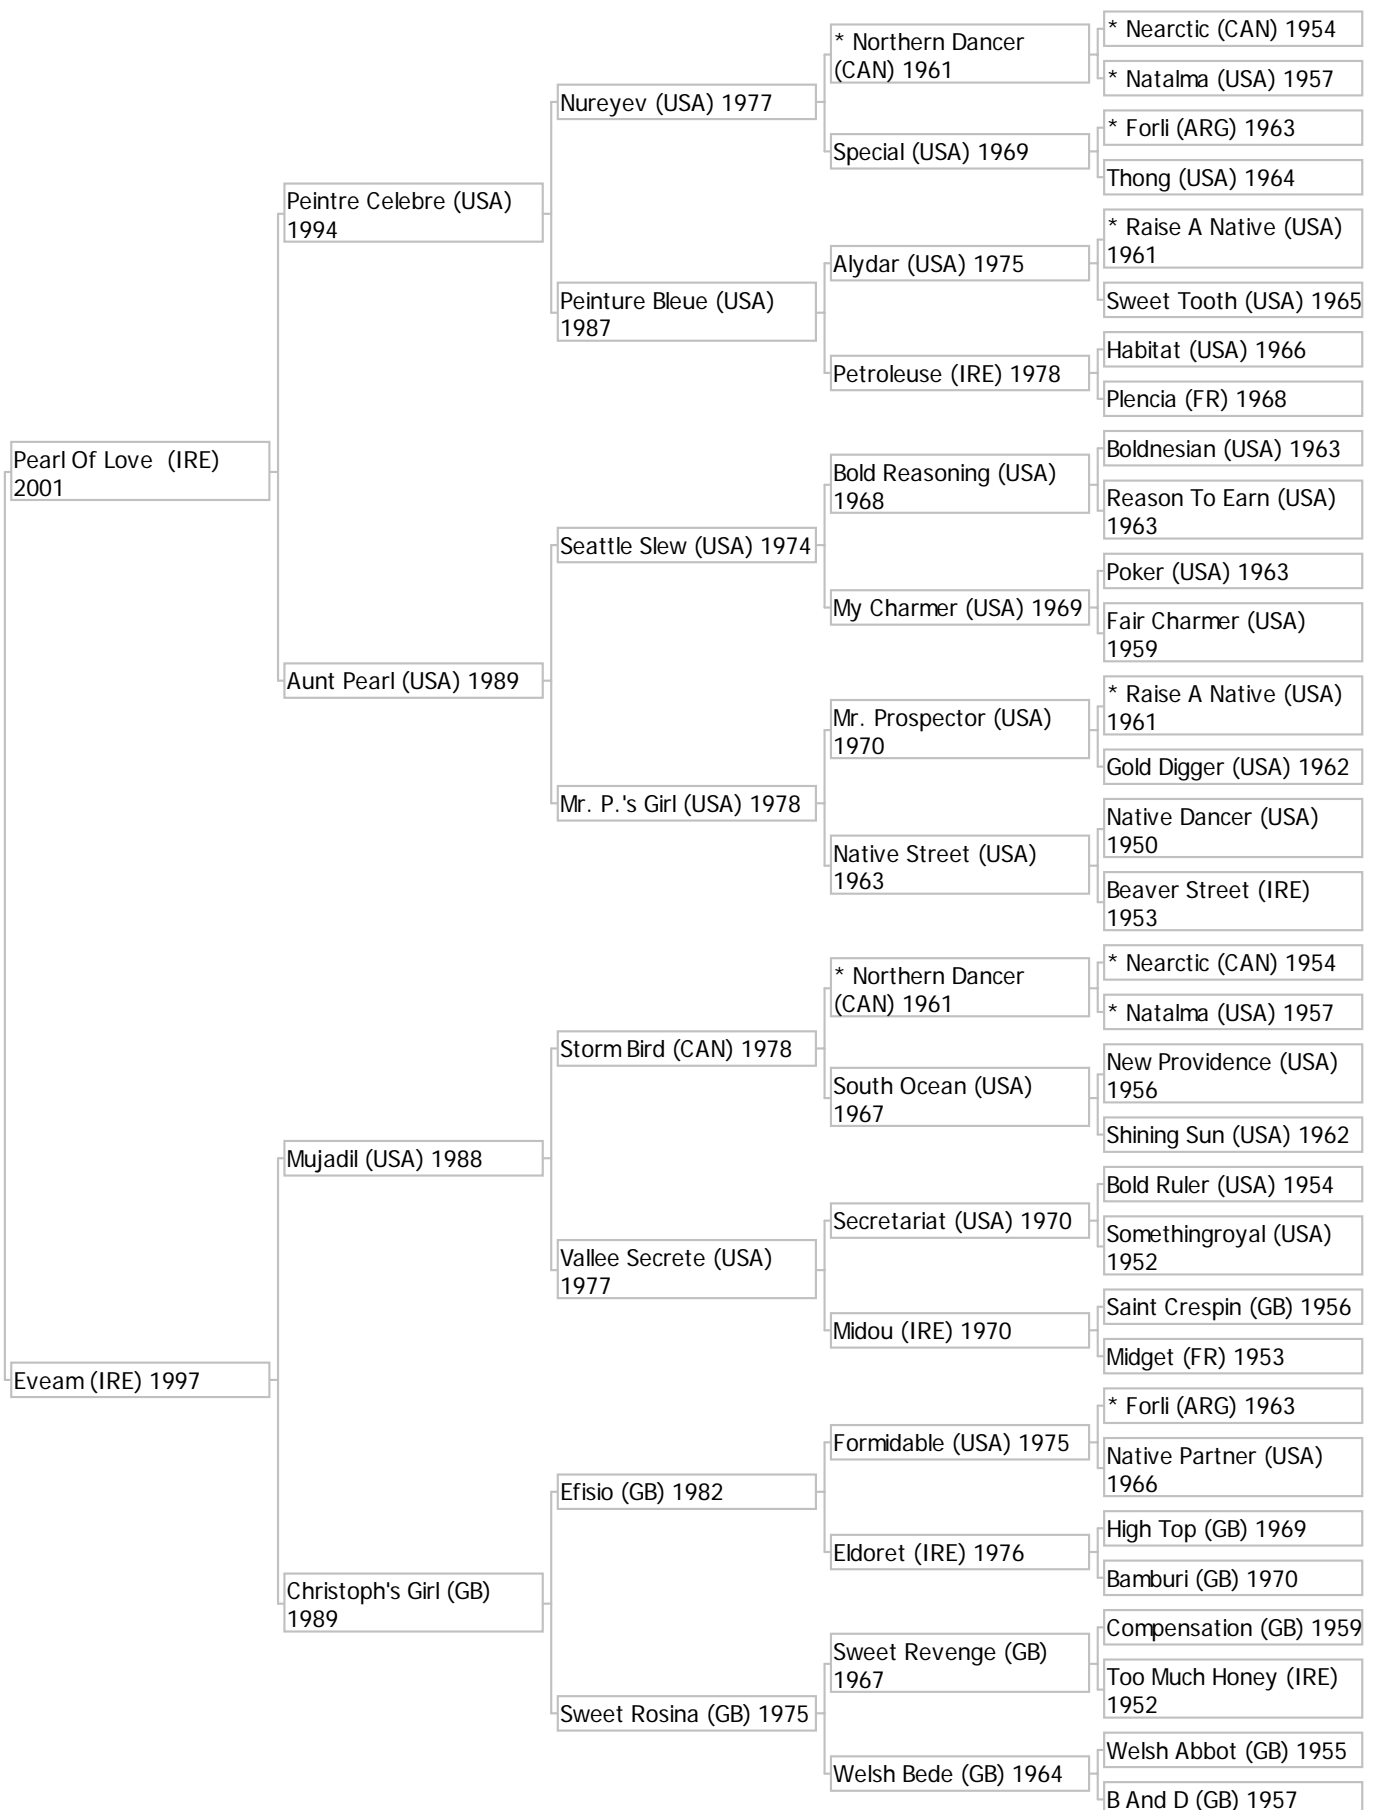 * Nearctic (CAN) 1954
* Northern Dancer
(CAN) 1961
* Natalma (USA) 1957
Nureyev (USA) 1977
* Forli (ARG) 1963
Special (USA) 1969
Thong (USA) 1964
Peintre Celebre (USA)
1994
* Raise A Native (USA)
1961
Alydar (USA) 1975
Sweet Tooth (USA) 1965
Peinture Bleue (USA)
1987
Habitat (USA) 1966
Petroleuse (IRE) 1978
Plencia (FR) 1968
Pearl Of Love (IRE)
2001
Boldnesian (USA) 1963
Bold Reasoning (USA)
1968
Reason To Earn (USA)
1963
Seattle Slew (USA) 1974
Poker (USA) 1963
My Charmer (USA) 1969
Fair Charmer (USA)
1959
Aunt Pearl (USA) 1989
* Raise A Native (USA)
1961
Mr. Prospector (USA)
1970
Gold Digger (USA) 1962
Mr. P.'s Girl (USA) 1978
Native Dancer (USA)
1950
Native Street (USA)
1963
Beaver Street (IRE)
1953
* Nearctic (CAN) 1954
* Northern Dancer
(CAN) 1961
* Natalma (USA) 1957
Storm Bird (CAN) 1978
New Providence (USA)
1956
South Ocean (USA)
1967
Shining Sun (USA) 1962
Mujadil (USA) 1988
Bold Ruler (USA) 1954
Secretariat (USA) 1970
Somethingroyal (USA)
1952
Vallee Secrete (USA)
1977
Saint Crespin (GB) 1956
Midou (IRE) 1970
Midget (FR) 1953
Eveam (IRE) 1997
* Forli (ARG) 1963
Formidable (USA) 1975
Native Partner (USA)
1966
Efisio (GB) 1982
High Top (GB) 1969
Eldoret (IRE) 1976
Bamburi (GB) 1970
Christoph's Girl (GB)
1989
Compensation (GB) 1959
Sweet Revenge (GB)
1967
Too Much Honey (IRE)
1952
Sweet Rosina (GB) 1975
Welsh Abbot (GB) 1955
Welsh Bede (GB) 1964
B And D (GB) 1957